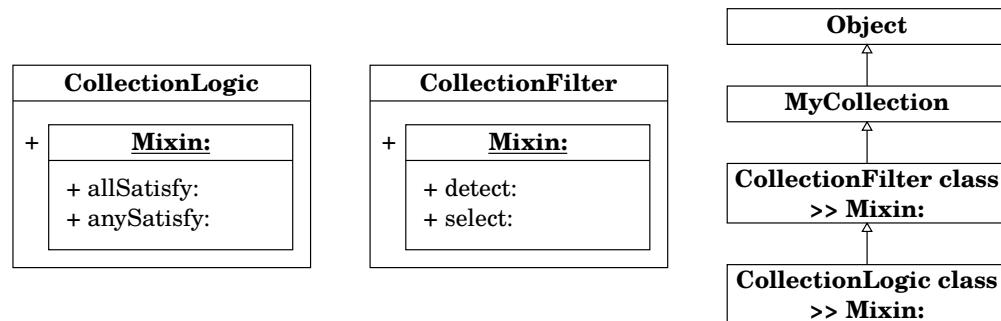 CollectionLogic
+ Mixin:
+ allSatisfy:
+ anySatisfy:
CollectionFilter
+ Mixin:
+ detect:
+ select:
Object
MyCollection
CollectionFilter class
>> Mixin:
CollectionLogic class
>> Mixin: